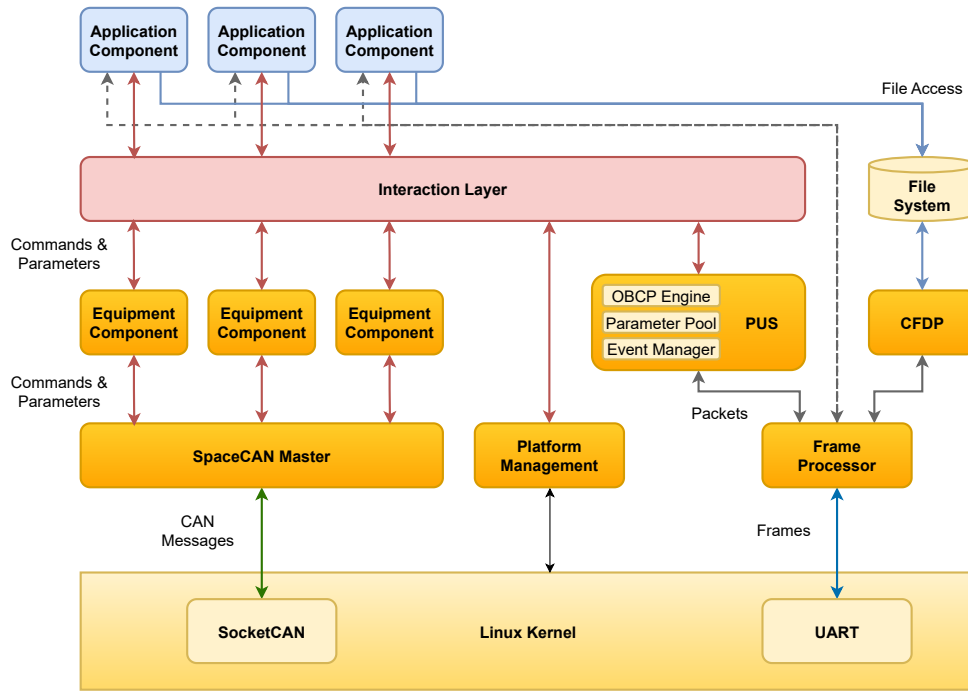 Application
Component
Application
Component
Application
Component
File Access
Interaction Layer
File
System
Commands &
Parameters
Equipment
Component
Equipment
Component
Equipment
Component
OBCP Engine
Parameter Pool
Event Manager
PUS
CFDP
Commands &
Parameters
Packets
SpaceCAN Master
Platform
Management
Frame
Processor
CAN
Messages
Frames
SocketCAN
Linux Kernel
UART